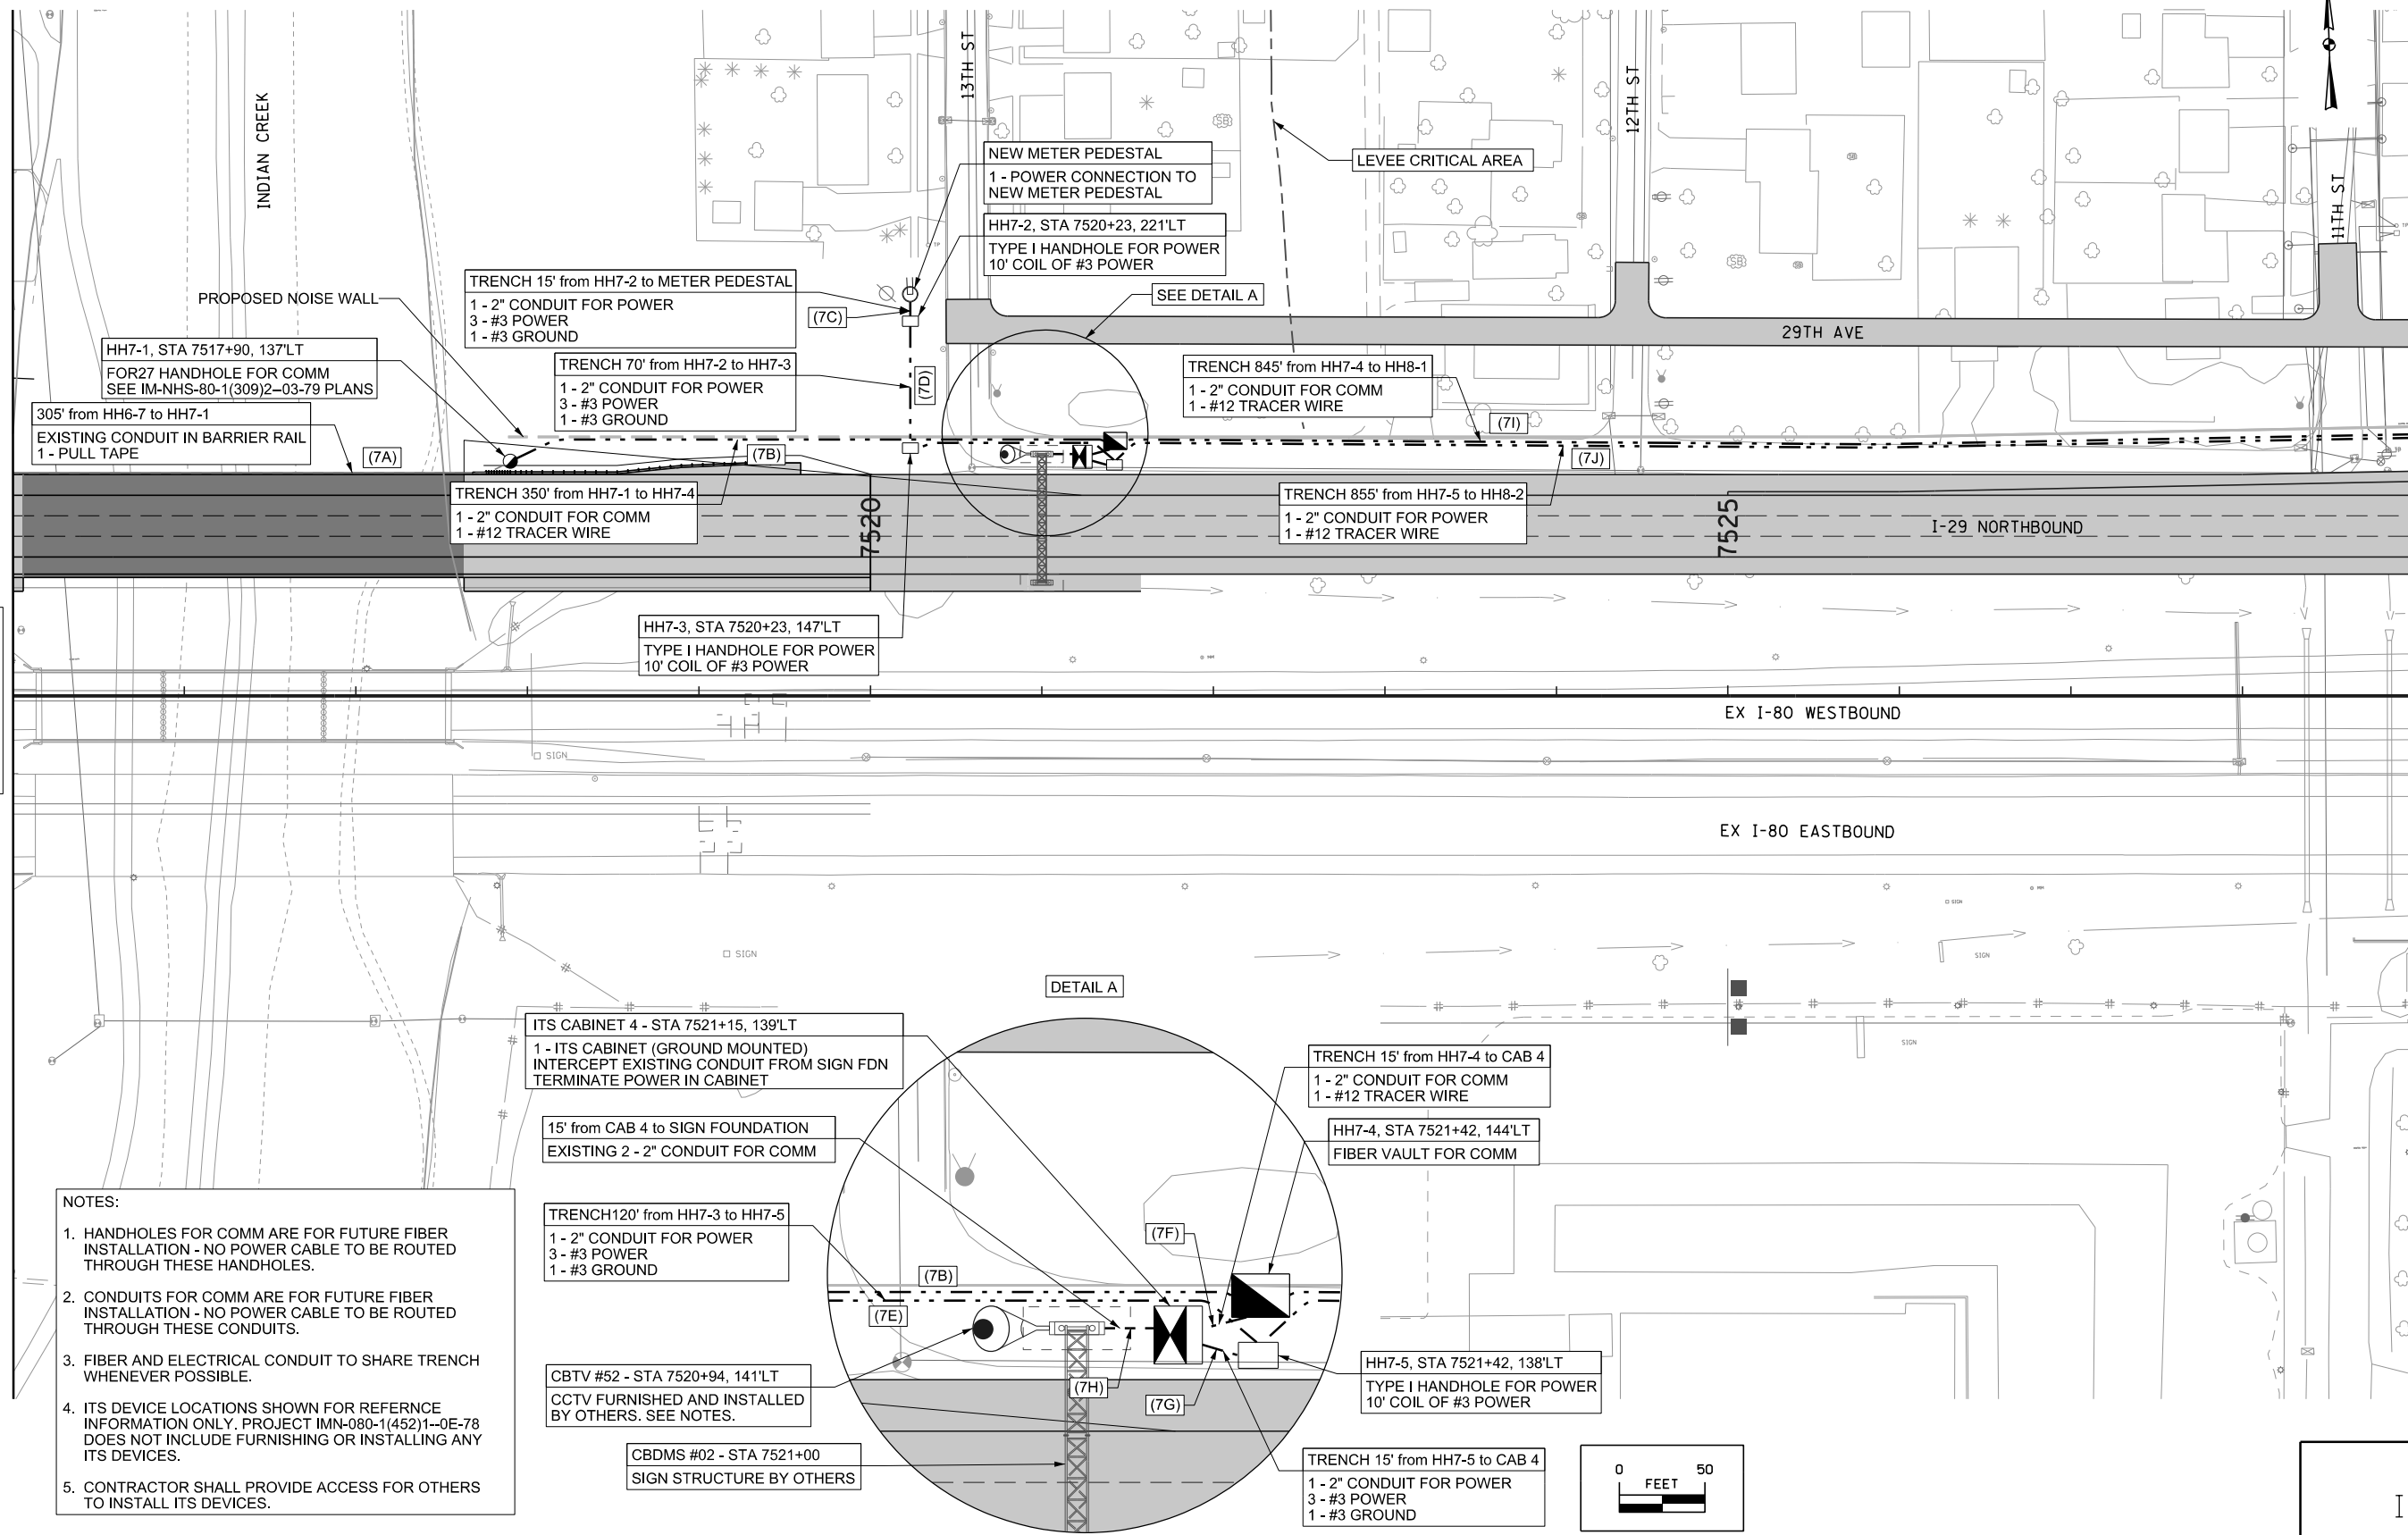 INDIAN CREEK
13TH ST
12TH ST
11TH ST
NEW METER PEDESTAL
1 - POWER CONNECTION TO
NEW METER PEDESTAL
LEVEE CRITICAL AREA
HH7-2, STA 7520+23, 221'LT
TYPE I HANDHOLE FOR POWER
10' COIL OF #3 POWER
TRENCH 15' from HH7-2 to METER PEDESTAL
1 - 2" CONDUIT FOR POWER
3 - #3 POWER
1 - #3 GROUND
PROPOSED NOISE WALL
(7C)
SEE DETAIL A
29TH AVE
HH7-1, STA 7517+90, 137'LT
FOR27 HANDHOLE FOR COMM
SEE IM-NHS-80-1(309)2--03-79 PLANS
TRENCH 70' from HH7-2 to HH7-3
1 - 2" CONDUIT FOR POWER
3 - #3 POWER
1 - #3 GROUND
(7D)
TRENCH 845' from HH7-4 to HH8-1
1 - 2" CONDUIT FOR COMM
1 - #12 TRACER WIRE
305' from HH6-7 to HH7-1
EXISTING CONDUIT IN BARRIER RAIL
1 - PULL TAPE
(7A)
(7B)
(7I)
(7J)
TRENCH 350' from HH7-1 to HH7-4
1 - 2" CONDUIT FOR COMM
1 - #12 TRACER WIRE
7520
TRENCH 855' from HH7-5 to HH8-2
1 - 2" CONDUIT FOR POWER
1 - #12 TRACER WIRE
7525
I-29 NORTHBOUND
HH7-3, STA 7520+23, 147'LT
TYPE I HANDHOLE FOR POWER
10' COIL OF #3 POWER
EX I-80 WESTBOUND
SIGN
EX I-80 EASTBOUND
SIGN
SIGN
SIGN
SIGN
DETAIL A
ITS CABINET 4 - STA 7521+15, 139'LT
1 - ITS CABINET (GROUND MOUNTED)
INTERCEPT EXISTING CONDUIT FROM SIGN FDN
TERMINATE POWER IN CABINET
TRENCH 15' from HH7-4 to CAB 4
1 - 2" CONDUIT FOR COMM
1 - #12 TRACER WIRE
15' from CAB 4 to SIGN FOUNDATION
EXISTING 2 - 2" CONDUIT FOR COMM
HH7-4, STA 7521+42, 144'LT
FIBER VAULT FOR COMM
TRENCH120' from HH7-3 to HH7-5
1 - 2" CONDUIT FOR POWER
3 - #3 POWER
1 - #3 GROUND
(7F)
(7B)
(7E)
(7H)
(7G)
HH7-5, STA 7521+42, 138'LT
TYPE I HANDHOLE FOR POWER
10' COIL OF #3 POWER
CBTV #52 - STA 7520+94, 141'LT
CCTV FURNISHED AND INSTALLED
BY OTHERS. SEE NOTES.
CBDMS #02 - STA 7521+00
SIGN STRUCTURE BY OTHERS
TRENCH 15' from HH7-5 to CAB 4
1 - 2" CONDUIT FOR POWER
3 - #3 POWER
1 - #3 GROUND
NOTES:
1. HANDHOLES FOR COMM ARE FOR FUTURE FIBER
INSTALLATION - NO POWER CABLE TO BE ROUTED
THROUGH THESE HANDHOLES.
2. CONDUITS FOR COMM ARE FOR FUTURE FIBER
INSTALLATION - NO POWER CABLE TO BE ROUTED
THROUGH THESE CONDUITS.
3. FIBER AND ELECTRICAL CONDUIT TO SHARE TRENCH
WHENEVER POSSIBLE.
4. ITS DEVICE LOCATIONS SHOWN FOR REFERNCE
INFORMATION ONLY. PROJECT IMN-080-1(452)1--0E-78
DOES NOT INCLUDE FURNISHING OR INSTALLING ANY
ITS DEVICES.
5. CONTRACTOR SHALL PROVIDE ACCESS FOR OTHERS
TO INSTALL ITS DEVICES.
0 50
FEET
I